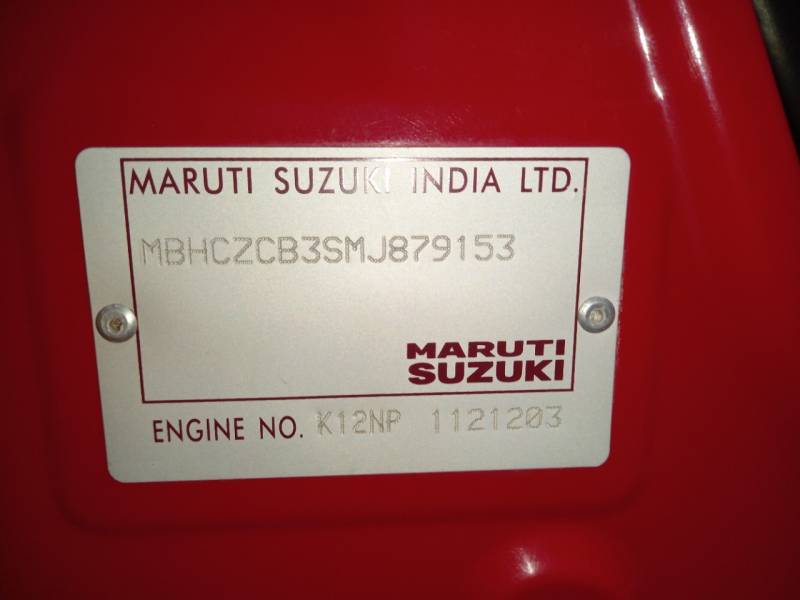 MARUTI SUZUKI INDIA LTD.
MBHCZCB3SMJ879153
MARUTI
SUZUKI
ENGINE NO. K12NP 1121203